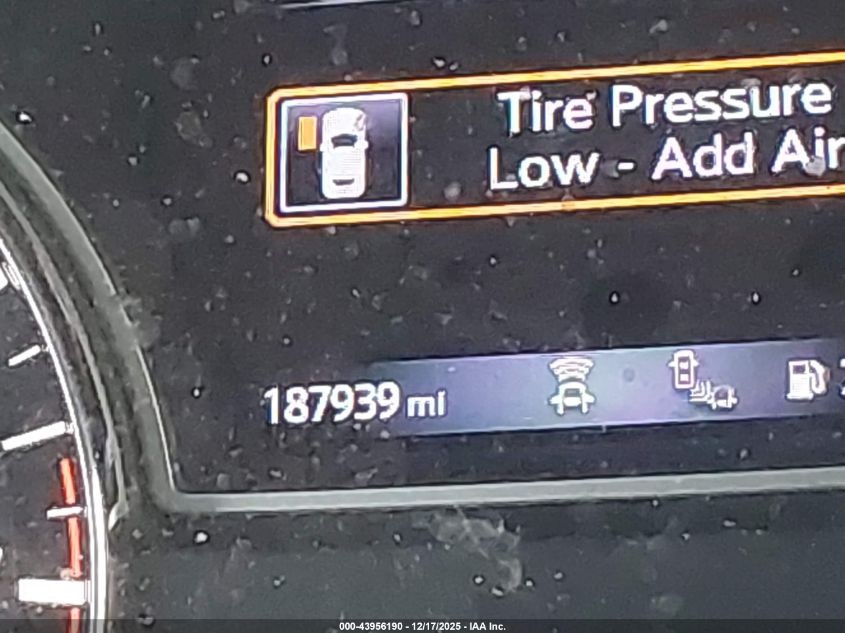 Tire Pressure
Low - Add Air
187939 mi
000-43956190 - 12/17/2025 - IAA Inc.